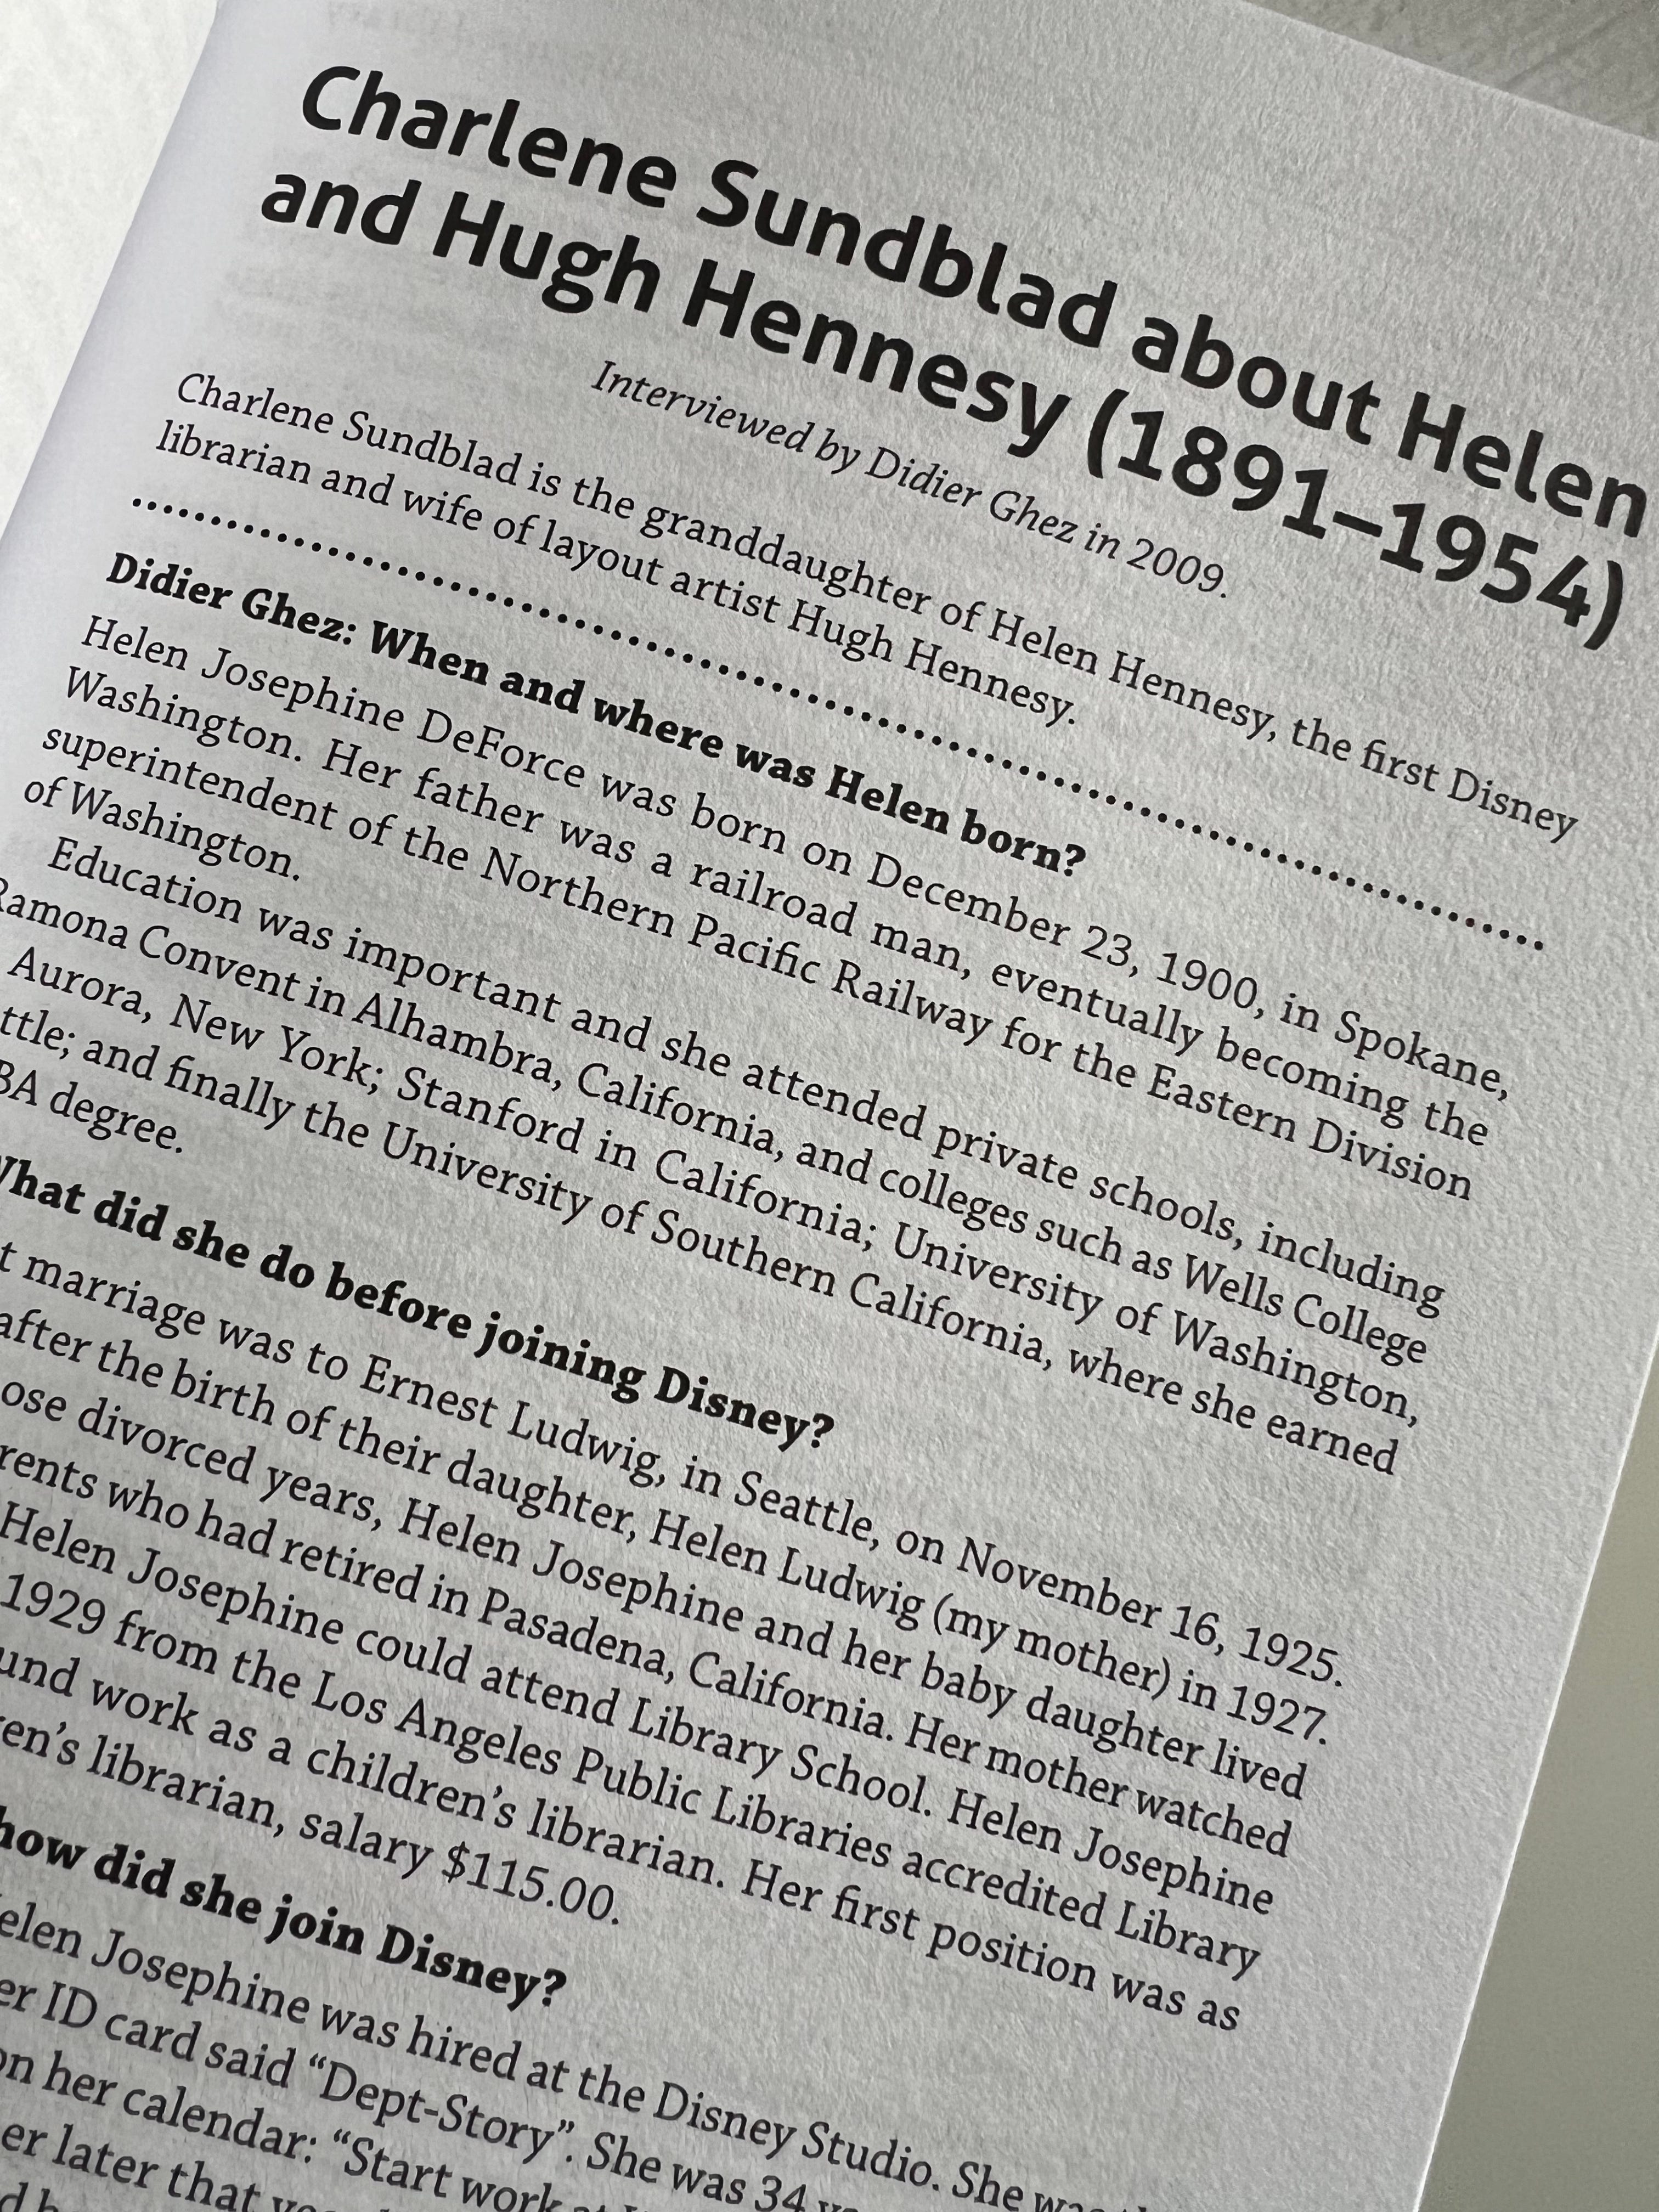 Charlene Sundblad about Helen
and Hugh Hennesy (1891–1954)
Interviewed by Didier Ghez in 2009.
Charlene Sundblad is the granddaughter of Helen Hennesy, the first Disney
librarian and wife of layout artist Hugh Hennesy.
Didier Ghez: When and where was Helen born?
Helen Josephine DeForce was born on December 23, 1900, in Spokane,
Washington. Her father was a railroad man, eventually becoming the
superintendent of the Northern Pacific Railway for the Eastern Division
of Washington.
Education was important and she attended private schools, including
Ramona Convent in Alhambra, California, and colleges such as Wells College
Aurora, New York; Stanford in California; University of Washington,
ttle; and finally the University of Southern California, where she earned
BA degree.
What did she do before joining Disney?
t marriage was to Ernest Ludwig, in Seattle, on November 16, 1925.
after the birth of their daughter, Helen Ludwig (my mother) in 1927.
ose divorced years, Helen Josephine and her baby daughter lived
rents who had retired in Pasadena, California. Her mother watched
Helen Josephine could attend Library School. Helen Josephine
1929 from the Los Angeles Public Libraries accredited Library
und work as a children's librarian. Her first position was as
en's librarian, salary $115.00.
how did she join Disney?
elen Josephine was hired at the Disney Studio. She was
er ID card said “Dept-Story”. She was 34
on her calendar: “Start work
er later that